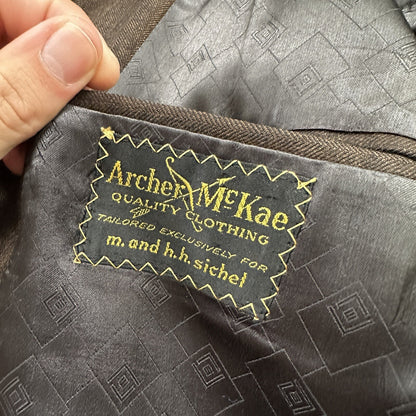 Archer McKae
QUALITY CLOTHING
TAILORED EXCLUSIVELY FOR
m. and h.h. sichel